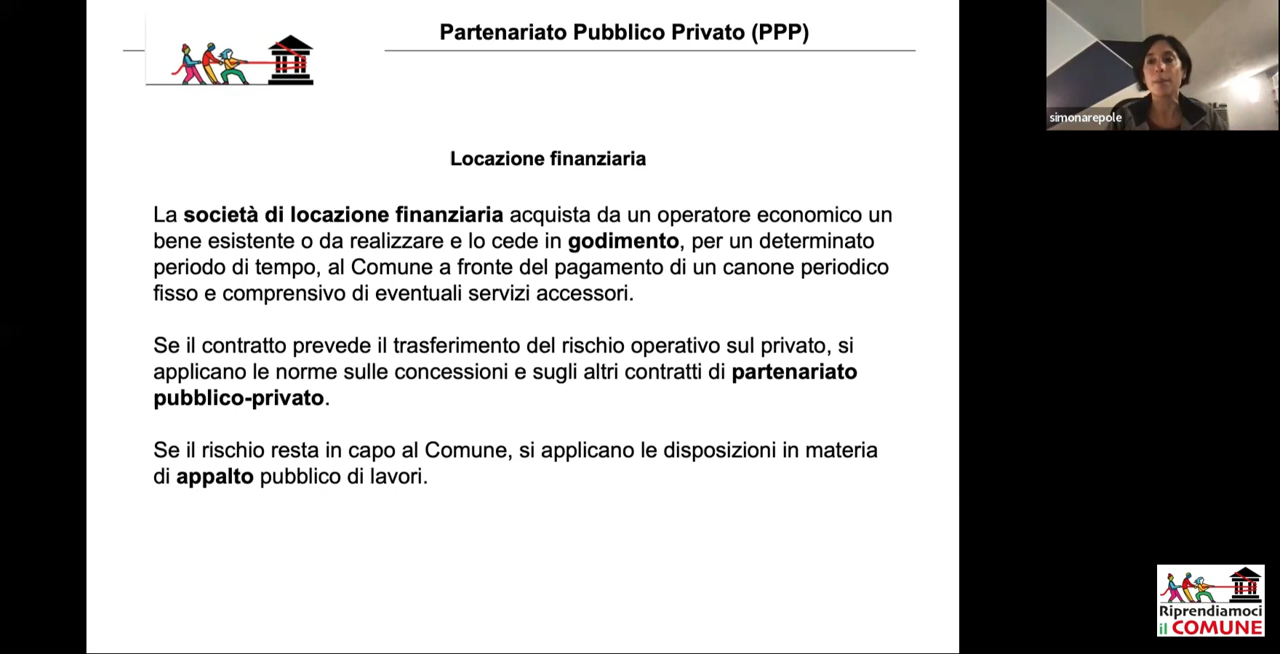 Partenariato Pubblico Privato (PPP)
simonarepole
Locazione finanziaria
La società di locazione finanziaria acquista da un operatore economico un
bene esistente o da realizzare e lo cede in godimento, per un determinato
periodo di tempo, al Comune a fronte del pagamento di un canone periodico
fisso e comprensivo di eventuali servizi accessori.
Se il contratto prevede il trasferimento del rischio operativo sul privato, si
applicano le norme sulle concessioni e sugli altri contratti di partenariato
pubblico-privato.
Se il rischio resta in capo al Comune, si applicano le disposizioni in materia
di appalto pubblico di lavori.
Riprendiamoci
il COMUNE